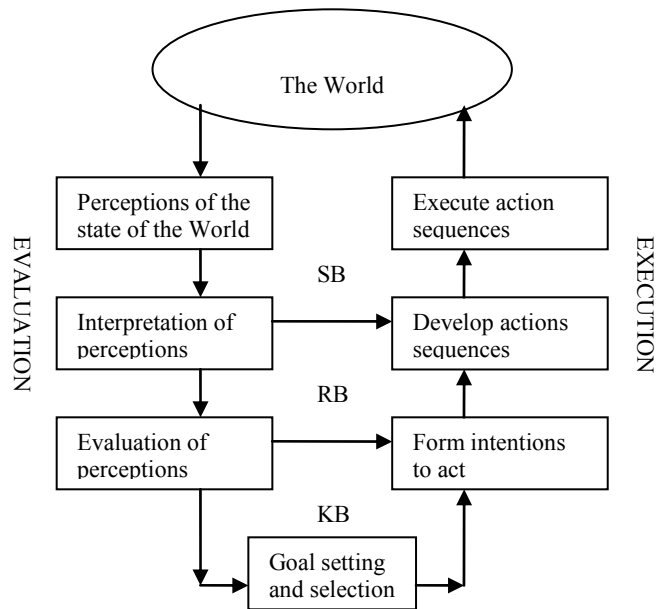 The World
Perceptions of the
state of the World
Execute action
sequences
EVALUATION
EXECUTION
SB
Interpretation of
perceptions
Develop actions
sequences
RB
Evaluation of
perceptions
Form intentions
to act
KB
Goal setting
and selection